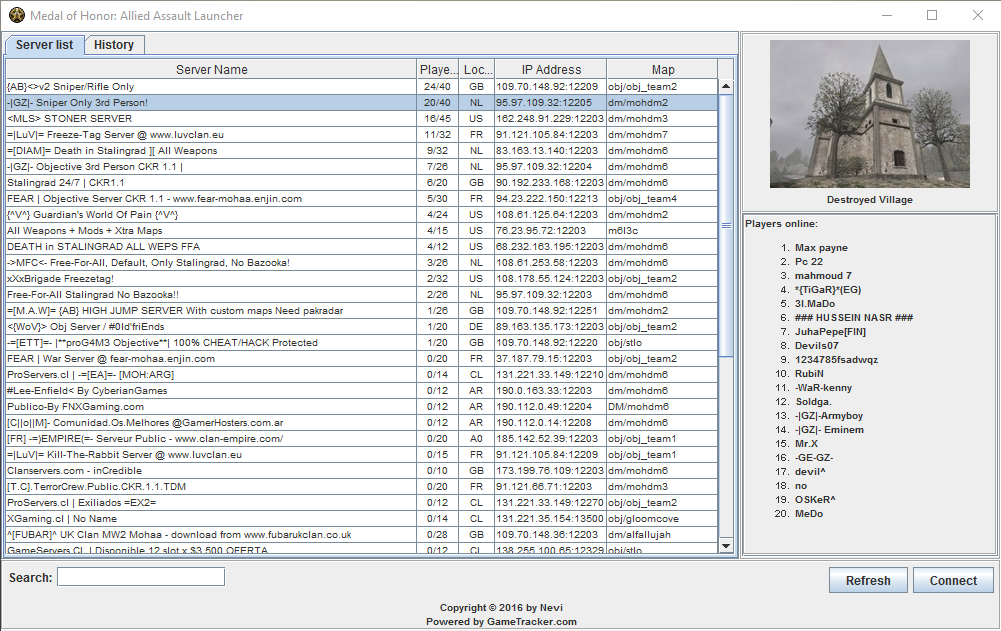 Medal of Honor: Allied Assault Launcher
Server list History
Server Name Playe... Loc... IP Address Map
{AB}<>v2 Sniper/Rifle Only 24/40 GB 109.70.148.92:12209 obj/obj_team2
-|GZ|- Sniper Only 3rd Person! 20/40 NL 95.97.109.32:12205 dm/mohdm2
<MLS> STONER SERVER 16/45 US 162.248.91.229:12203 dm/mohdm3
=|LuV|= Freeze-Tag Server @ www.luvclan.eu 11/32 FR 91.121.105.84:12203 dm/mohdm7
=[DIAM]= Death in Stalingrad ][ All Weapons 9/32 NL 83.163.13.140:12203 dm/mohdm6
-|GZ|- Objective 3rd Person CKR 1.1 | 7/26 NL 95.97.109.32:12204 dm/mohdm6
Stalingrad 24/7 | CKR1.1 6/20 GB 90.192.233.168:12203 dm/mohdm6
FEAR | Objective Server CKR 1.1 - www.fear-mohaa.enjin.com 5/30 FR 94.23.222.150:12213 obj/obj_team4
{^V^} Guardian's World Of Pain {^V^} 4/24 US 108.61.125.64:12203 dm/mohdm2
All Weapons + Mods + Xtra Maps 4/15 US 76.23.95.72:12203 m6l3c
DEATH in STALINGRAD ALL WEPS FFA 4/12 US 68.232.163.195:12203 dm/mohdm6
->MFC<- Free-For-All, Default, Only Stalingrad, No Bazooka! 3/26 NL 108.61.253.58:12203 dm/mohdm6
xXxBrigade Freezetag! 2/32 US 108.178.55.124:12203 obj/obj_team2
Free-For-All Stalingrad No Bazooka!! 2/26 NL 95.97.109.32:12203 dm/mohdm6
=[M.A.W]= {AB} HIGH JUMP SERVER With custom maps Need pakradar 1/26 GB 109.70.148.92:12251 dm/mohdm2
<{WoV}> Obj Server / #0ld'friEnds 1/20 DE 89.163.135.173:12203 obj/obj_team2
-=[ETT]=- |**proG4M3 Objective**| 100% CHEAT/HACK Protected 1/20 GB 109.70.148.92:12220 obj/stlo
FEAR | War Server @ fear-mohaa.enjin.com 0/20 FR 37.187.79.15:12203 obj/obj_team2
ProServers.cl | -=[EA]=- [MOH:ARG] 0/14 CL 131.221.33.149:12210 dm/mohdm6
#Lee-Enfield< By CyberianGames 0/12 AR 190.0.163.33:12203 dm/mohdm6
Publico-By FNXGaming.com 0/12 AR 190.112.0.49:12204 DM/mohdm6
[C||o||M]- Comunidad.Os.Melhores @GamerHosters.com.ar 0/12 AR 190.112.0.14:12208 dm/mohdm6
[FR] -=)EMPIRE(=- Serveur Public - www.clan-empire.com/ 0/20 A0 185.142.52.39:12203 obj/obj_team1
=|LuV|= Kill-The-Rabbit Server @ www.luvclan.eu 0/15 FR 91.121.105.84:12209 obj/obj_team1
Clanservers.com - inCredible 0/10 GB 173.199.76.109:12203 dm/mohdm6
[T.C].TerrorCrew.Public.CKR.1.1.TDM 0/20 FR 91.121.66.71:12203 dm/mohdm3
ProServers.cl | Exiliados =EX2= 0/12 CL 131.221.33.149:12270 obj/obj_team2
XGaming.cl | No Name 0/14 CL 131.221.35.154:13500 obj/gloomcove
^[FUBAR]^ UK Clan MW2 Mohaa - download from www.fubarukclan.co.uk 0/28 GB 109.70.148.36:12203 dm/alfallujah
GameServers.CL | Disponible 12 slot x $3.500 OFERTA 0/12 CL 138.255.100.65:12329 obj/stlo
Destroyed Village
Players online:
1. Max payne
2. Pc 22
3. mahmoud 7
4. *{TiGaR}*(EG)
5. 3l.MaDo
6. ### HUSSEIN NASR ###
7. JuhaPepe[FIN]
8. Devils07
9. 1234785fsadwqz
10. RubiN
11. -WaR-kenny
12. Soldga.
13. -|GZ|-Armyboy
14. -|GZ|- Eminem
15. Mr.X
16. -GE-GZ-
17. devil^
18. no
19. OSKeR^
20. MeDo
Search:
Refresh Connect
Copyright © 2016 by Nevi
Powered by GameTracker.com